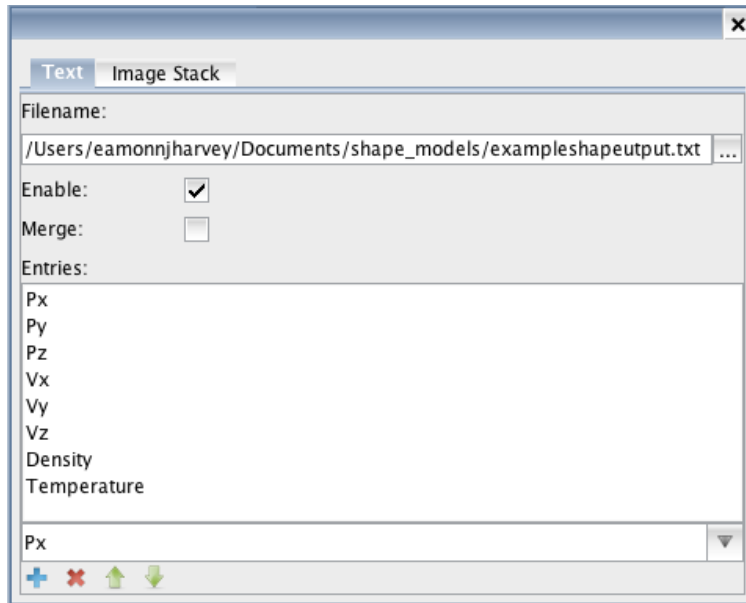 Text Image Stack
Filename:
/Users/eamonnjharvey/Documents/shape_models/exampleshapeutput.txt ...
Enable:
Merge:
Entries:
Px
Py
Pz
Vx
Vy
Vz
Density
Temperature
Px